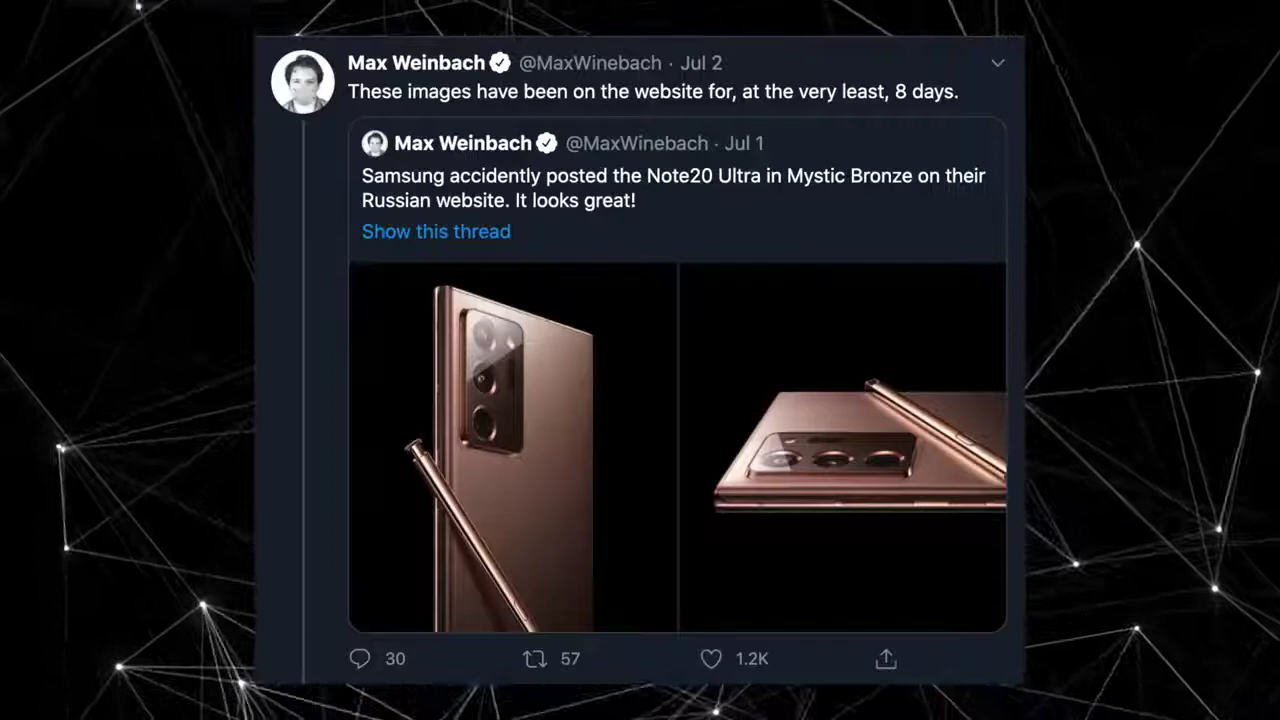 Max Weinbach @MaxWinebach · Jul 2
These images have been on the website for, at the very least, 8 days.
Max Weinbach @MaxWinebach · Jul 1
Samsung accidently posted the Note20 Ultra in Mystic Bronze on their
Russian website. It looks great!
Show this thread
30 57 1.2K